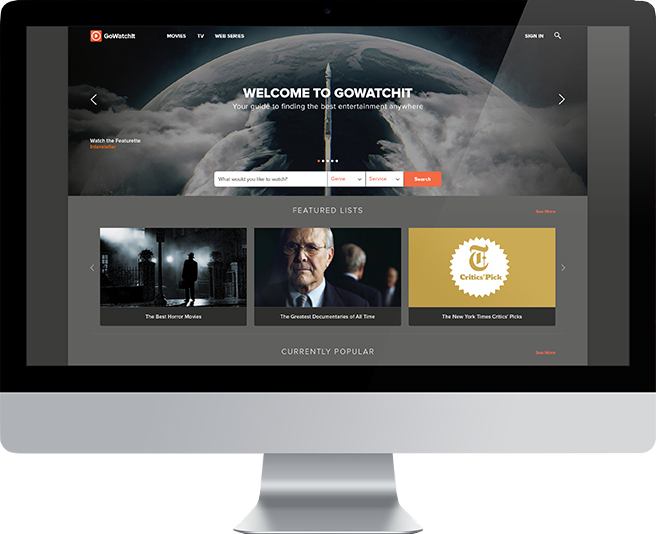 GoWatchIt
MOVIES TV WEB SERIES
SIGN IN
WELCOME TO GOWATCHIT
Your guide to finding the best entertainment anywhere
Watch the Featurette
Interstellar
What would you like to watch?
Genre
Service
Search
FEATURED LISTS
See More
T
Critics' Pick
The Best Horror Movies
The Greatest Documentaries of All Time
The New York Times Critics' Picks
CURRENTLY POPULAR
See More